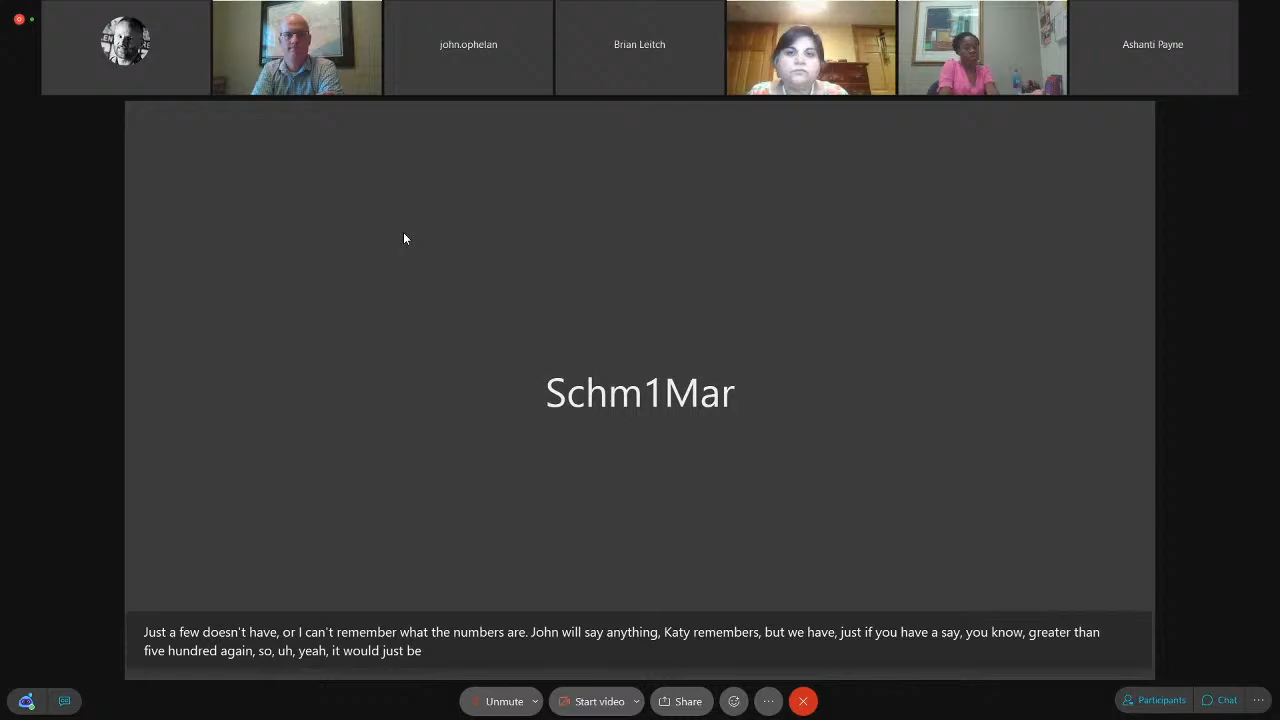 john.ophelan
Brian Leitch
Ashanti Payne
Schm1Mar
Just a few doesn't have, or I can't remember what the numbers are. John will say anything, Katy remembers, but we have, just if you have a say, you know, greater than
five hundred again, so, uh, yeah, it would just be
Unmute
Start video
Share
Participants
Chat